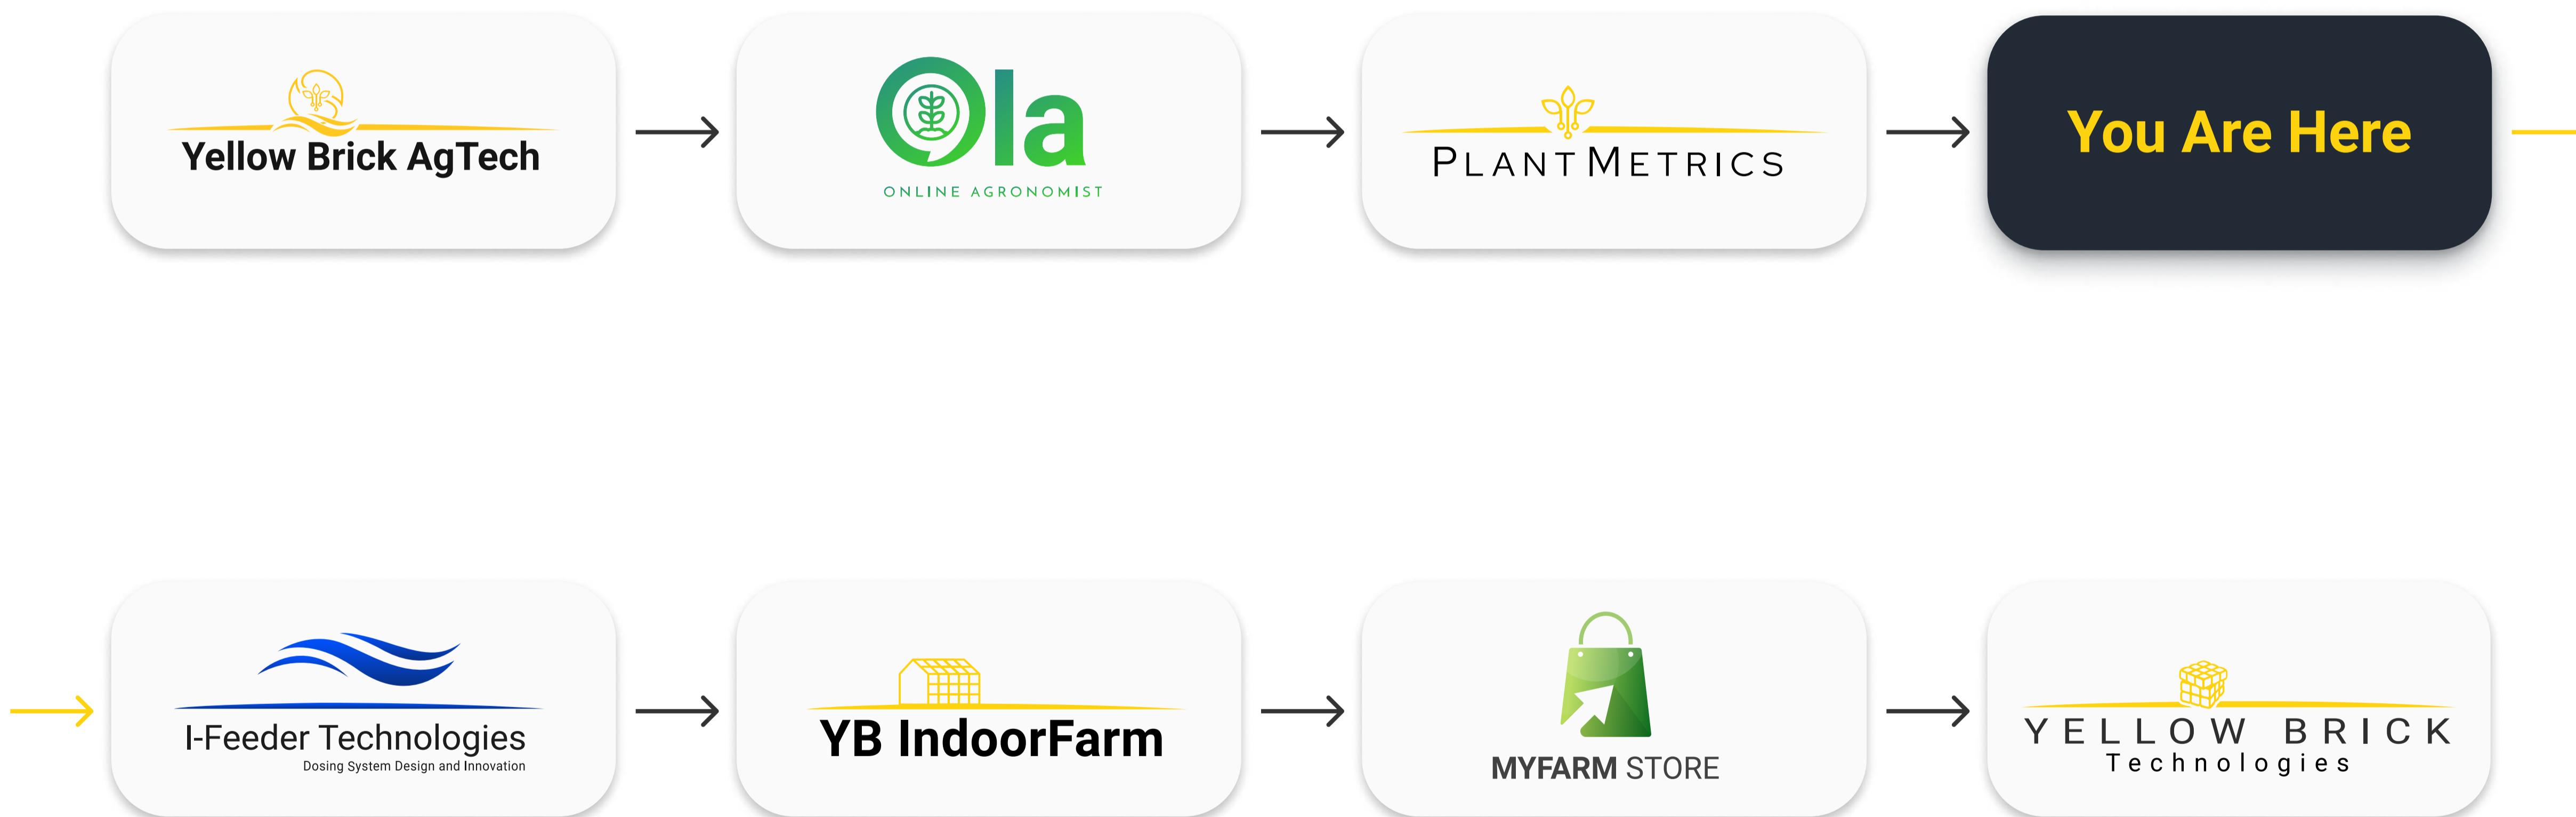 Yellow Brick AgTech
Ola
ONLINE AGRONOMIST
PLANTMETRICS
You Are Here
I-Feeder Technologies
Dosing System Design and Innovation
YB IndoorFarm
MYFARM STORE
YELLOW BRICK
Technologies